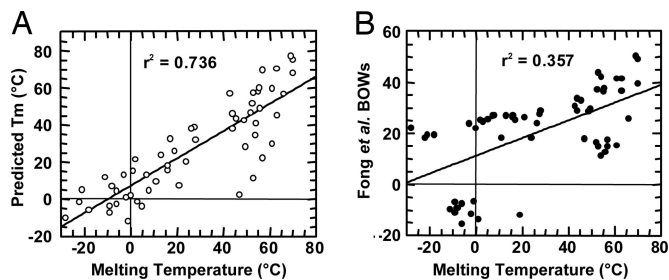 A
80
60
40
20
0
-20
Predicted Tm (°C)
r² = 0.736
-20 0 20 40 60 80
Melting Temperature (°C)
B
60
40
20
0
-20
Fong et al. BOWs
r² = 0.357
-20 0 20 40 60 80
Melting Temperature (°C)